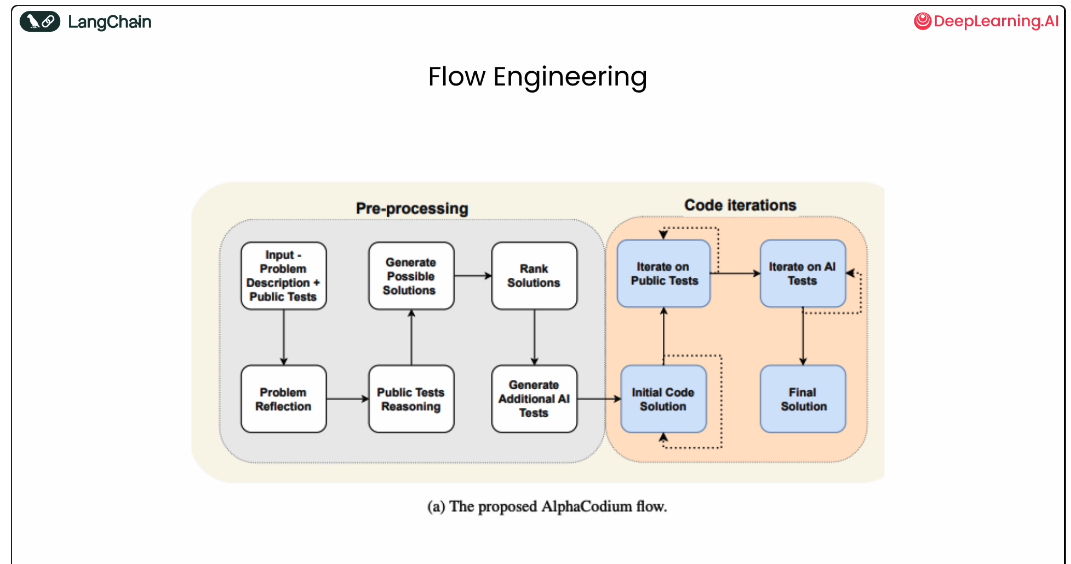 LangChain
DeepLearning.AI
Flow Engineering
Pre-processing
Code iterations
Input -
Problem
Description +
Public Tests
Generate
Possible
Solutions
Rank
Solutions
Iterate on
Public Tests
Iterate on AI
Tests
Problem
Reflection
Public Tests
Reasoning
Generate
Additional AI
Tests
Initial Code
Solution
Final
Solution
(a) The proposed AlphaCodium flow.